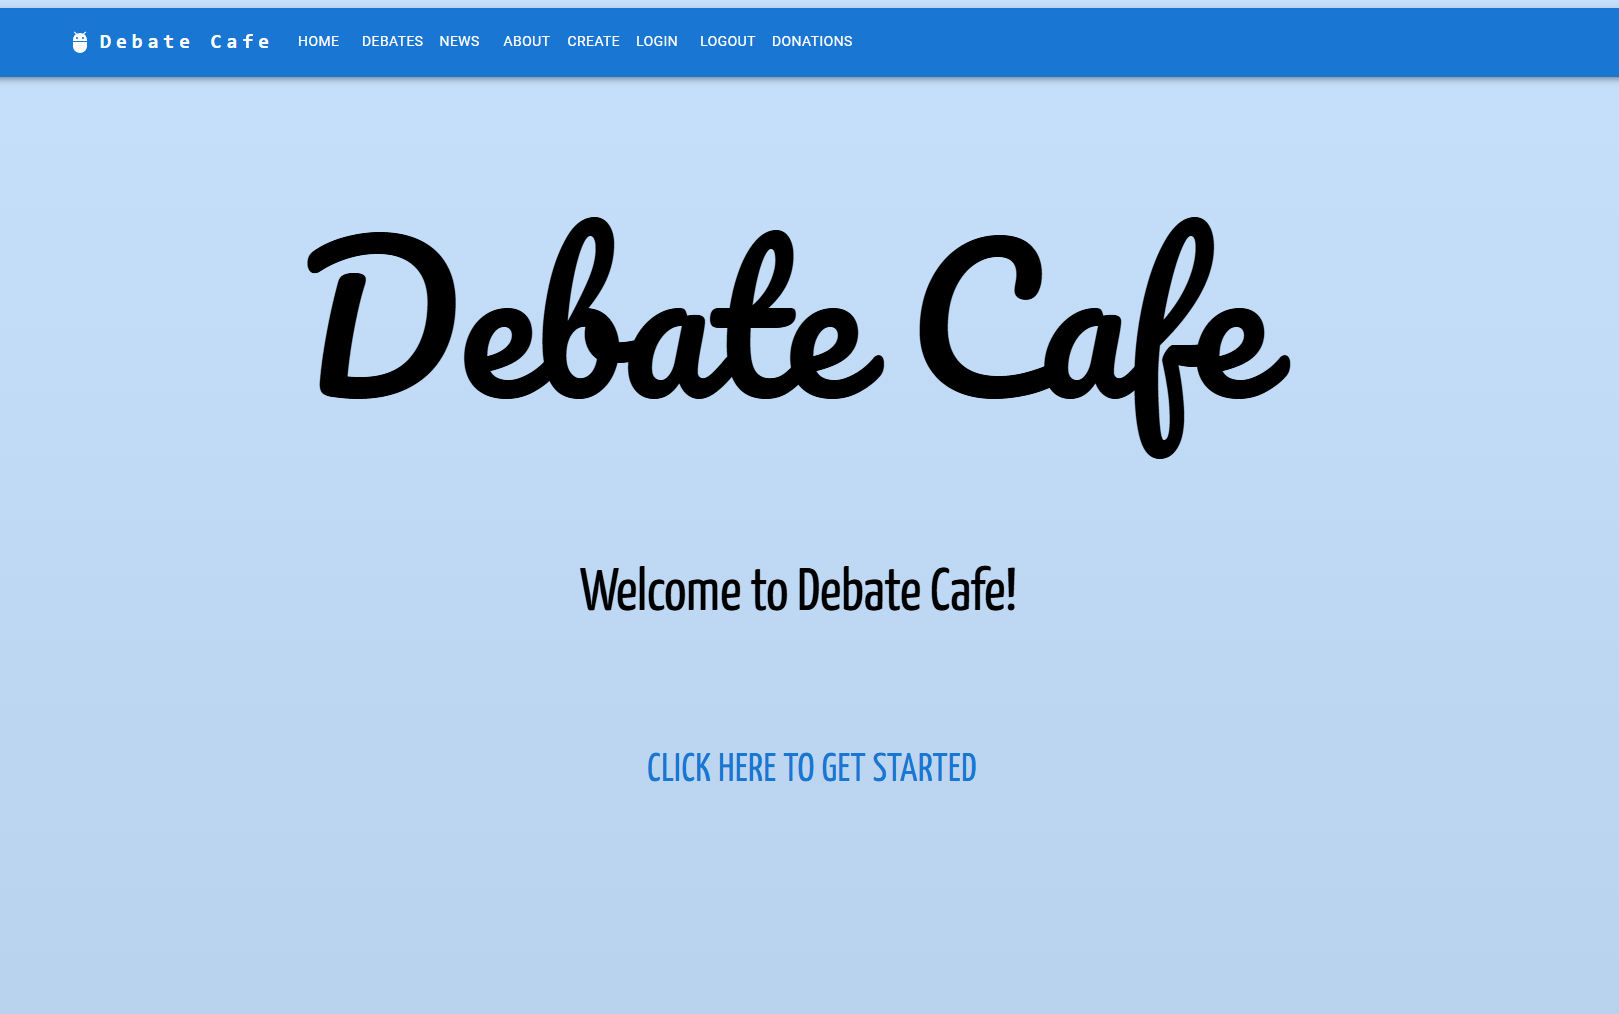 Debate Cafe HOME DEBATES NEWS ABOUT CREATE LOGIN LOGOUT DONATIONS
Debate Cafe
Welcome to Debate Cafe!
CLICK HERE TO GET STARTED